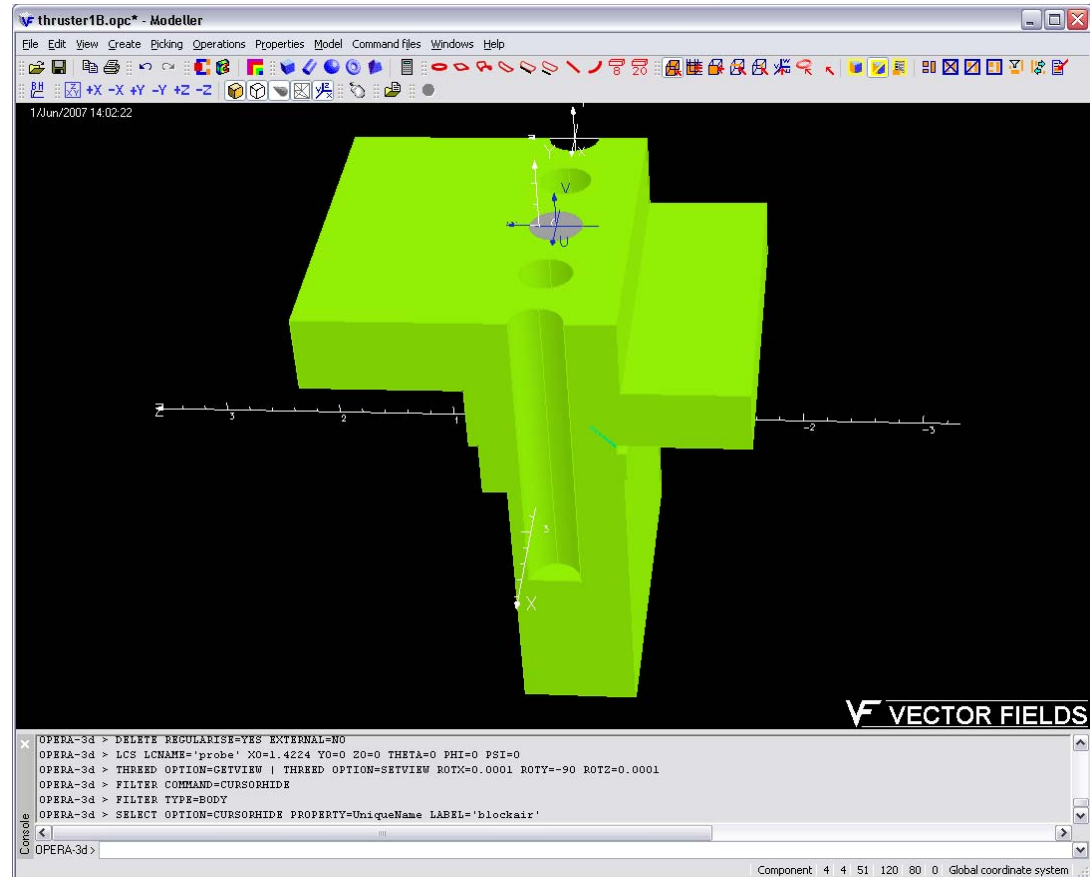 thruster1B.opc* - Modeller
File Edit View Create Picking Operations Properties Model Command files Windows Help
8 20
BH Z XY +X -X +Y -Y +Z -Z
1/Jun/2007 14:02:22
Y X
V
U
Z 3 2 1 -2 -3
3
X
VF VECTOR FIELDS
OPERA-3d > DELETE REGULARISE=YES EXTERNAL=NO
OPERA-3d > LCS LCNAME='probe' X0=1.4224 Y0=0 Z0=0 THETA=0 PHI=0 PSI=0
OPERA-3d > THREED OPTION=GETVIEW | THREED OPTION=SETVIEW ROTX=0.0001 ROTY=-90 ROTZ=0.0001
OPERA-3d > FILTER COMMAND=CURSORHIDE
OPERA-3d > FILTER TYPE=BODY
OPERA-3d > SELECT OPTION=CURSORHIDE PROPERTY=UniqueName LABEL='blockair'
Console
OPERA-3d >
Component 4 4 51 120 80 0 Global coordinate system